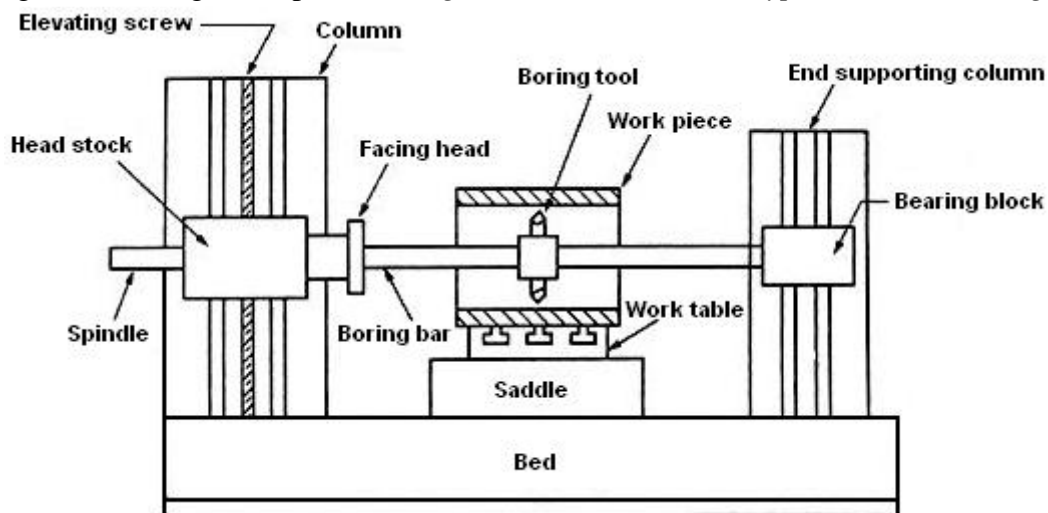 Elevating screw
Column
Boring tool
End supporting column
Work piece
Head stock
Facing head
Bearing block
Spindle
Boring bar
Work table
Saddle
Bed